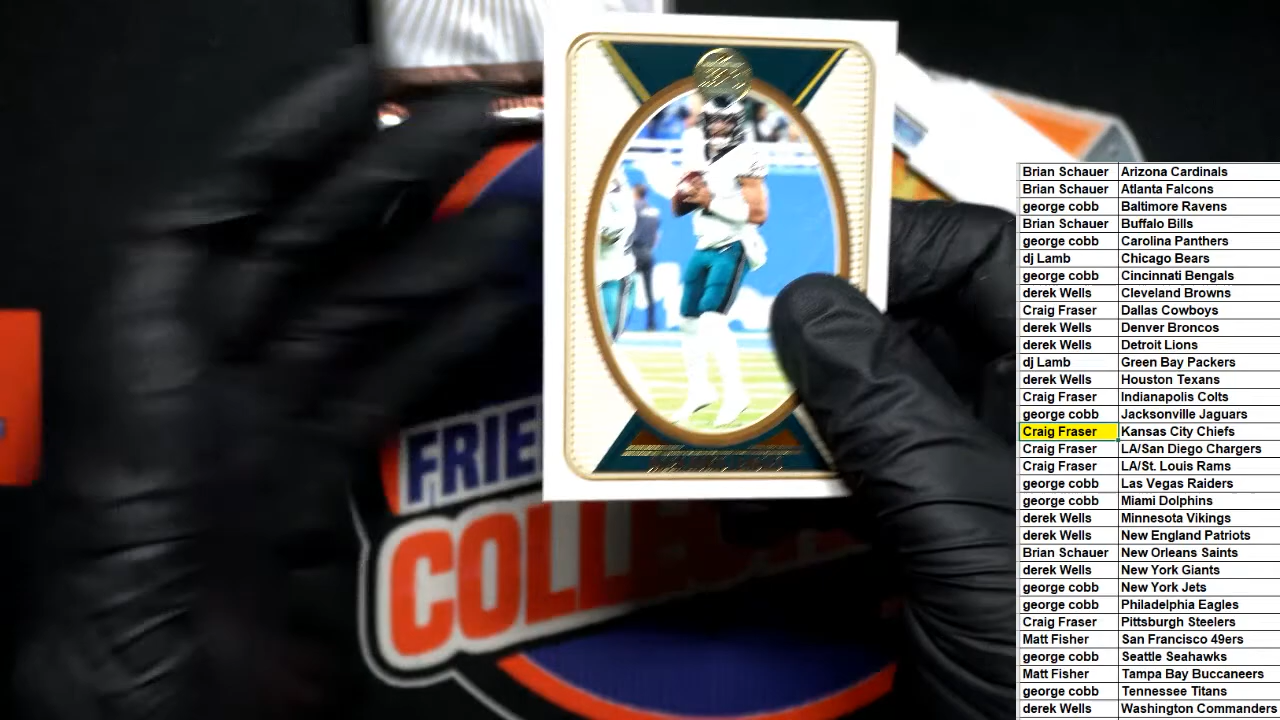 FRIE
COLLEC
Brian Schauer Arizona Cardinals
Brian Schauer Atlanta Falcons
george cobb Baltimore Ravens
Brian Schauer Buffalo Bills
george cobb Carolina Panthers
dj Lamb Chicago Bears
george cobb Cincinnati Bengals
derek Wells Cleveland Browns
Craig Fraser Dallas Cowboys
derek Wells Denver Broncos
derek Wells Detroit Lions
dj Lamb Green Bay Packers
derek Wells Houston Texans
Craig Fraser Indianapolis Colts
george cobb Jacksonville Jaguars
Craig Fraser Kansas City Chiefs
Craig Fraser LA/San Diego Chargers
Craig Fraser LA/St. Louis Rams
george cobb Las Vegas Raiders
george cobb Miami Dolphins
derek Wells Minnesota Vikings
derek Wells New England Patriots
Brian Schauer New Orleans Saints
derek Wells New York Giants
george cobb New York Jets
george cobb Philadelphia Eagles
Craig Fraser Pittsburgh Steelers
Matt Fisher San Francisco 49ers
george cobb Seattle Seahawks
Matt Fisher Tampa Bay Buccaneers
george cobb Tennessee Titans
derek Wells Washington Commanders